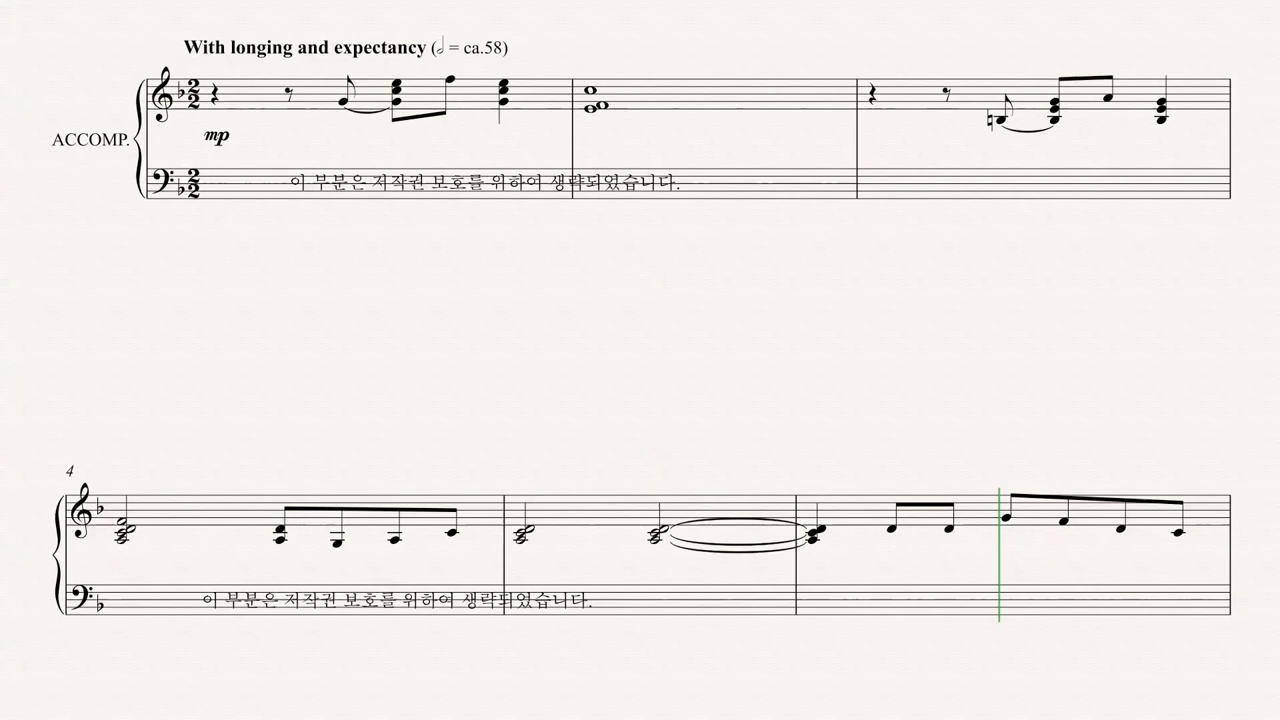 With longing and expectancy (𝅗𝅥 = ca.58)
mp
ACCOMP.
이 부분은 저작권 보호를 위하여 생략되었습니다.
4
이 부분은 저작권 보호를 위하여 생략되었습니다.